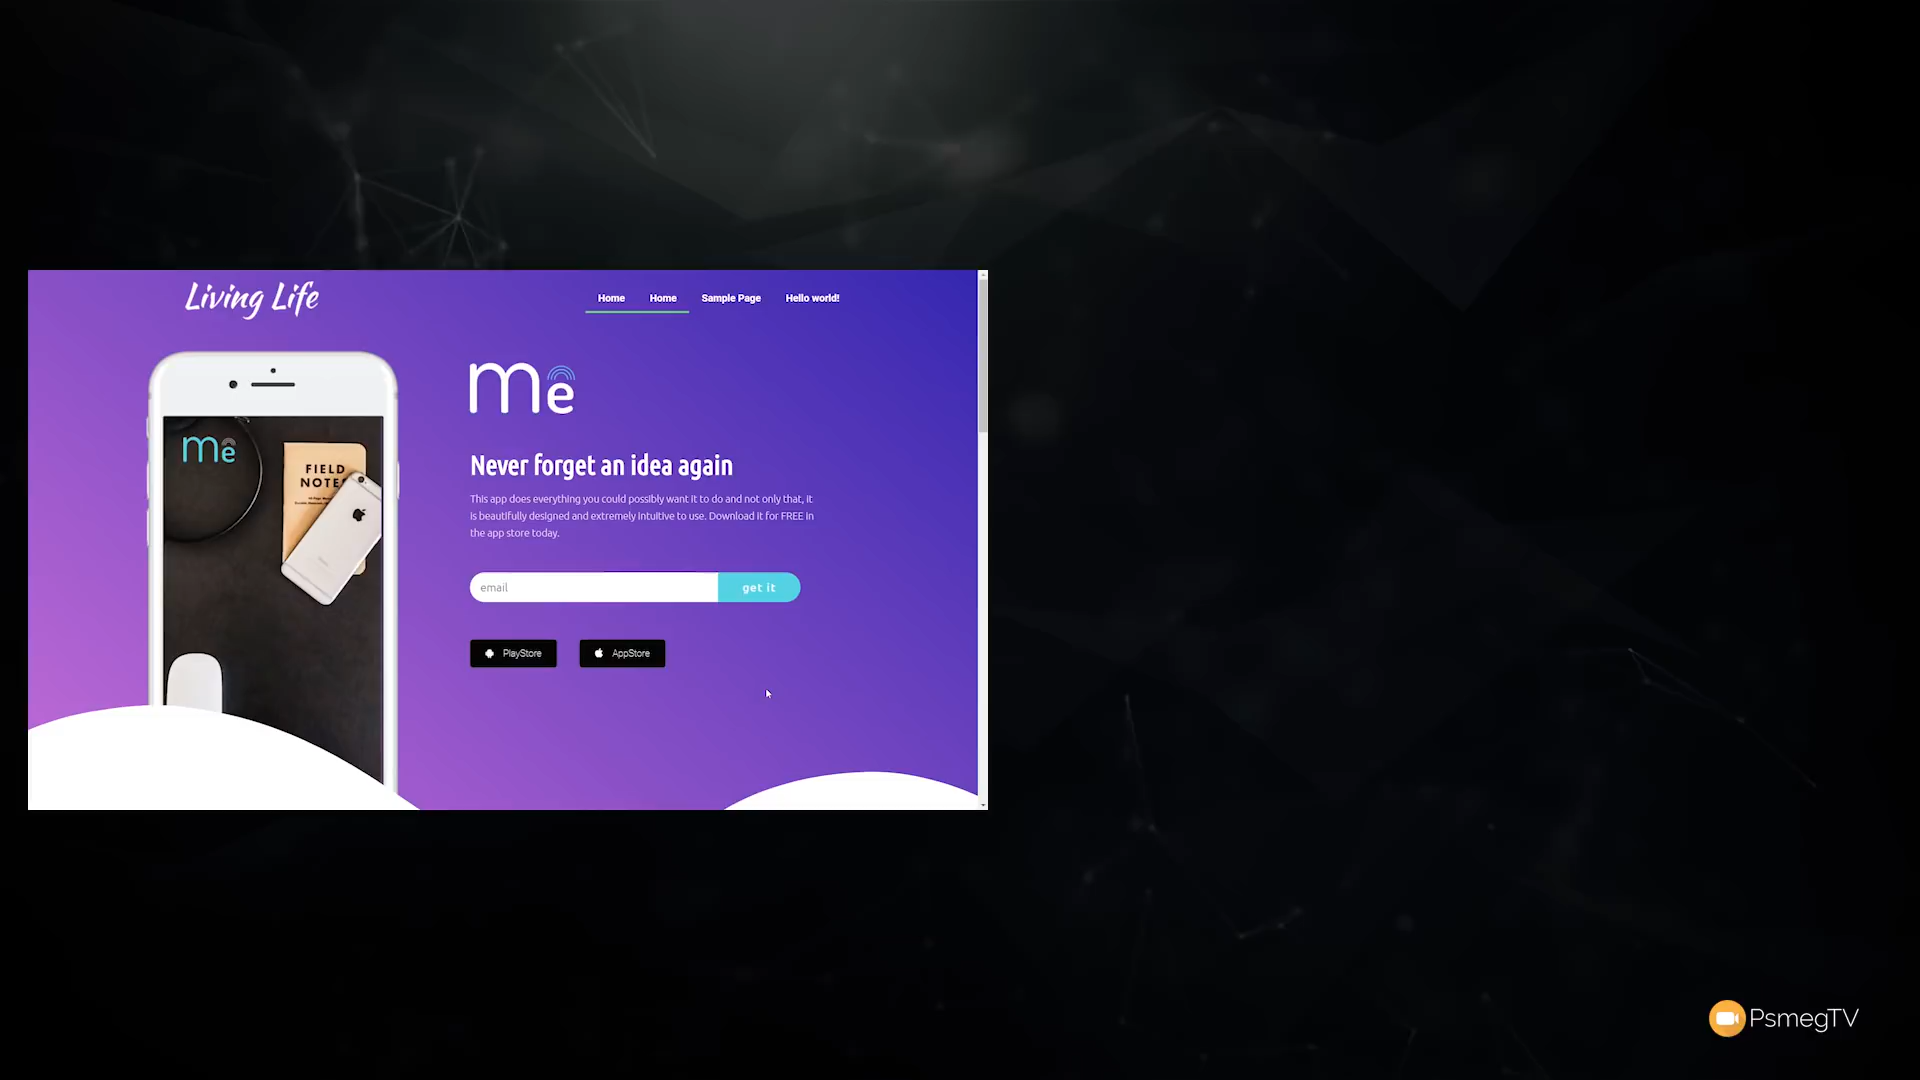 Living Life
Home Home Sample Page Hello world!
me
me
FIELD
NOTES
Never forget an idea again
This app does everything you could possibly want it to do and not only that, it
is beautifully designed and extremely intuitive to use. Download it for FREE in
the app store today.
email get it
PlayStore AppStore
PsmegTV